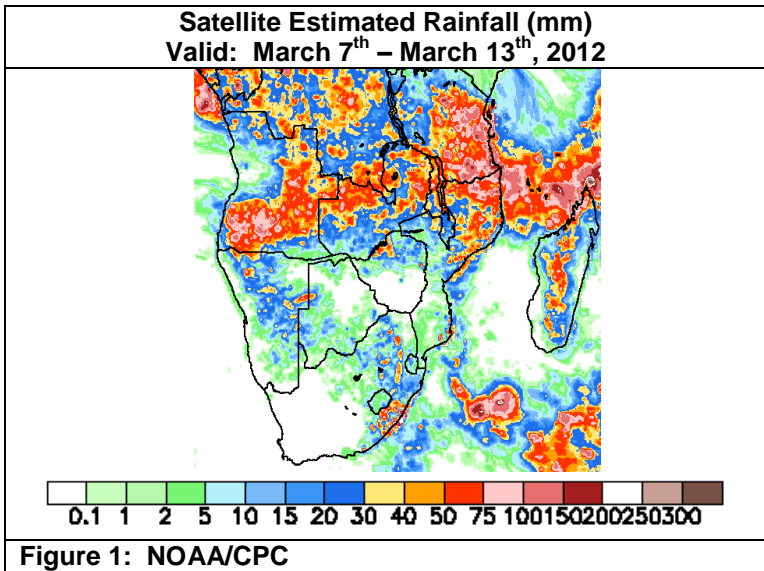 Satellite Estimated Rainfall (mm)
Valid: March 7th – March 13th, 2012
0.1 1 2 5 10 15 20 30 40 50 75 100150200250300
Figure 1: NOAA/CPC